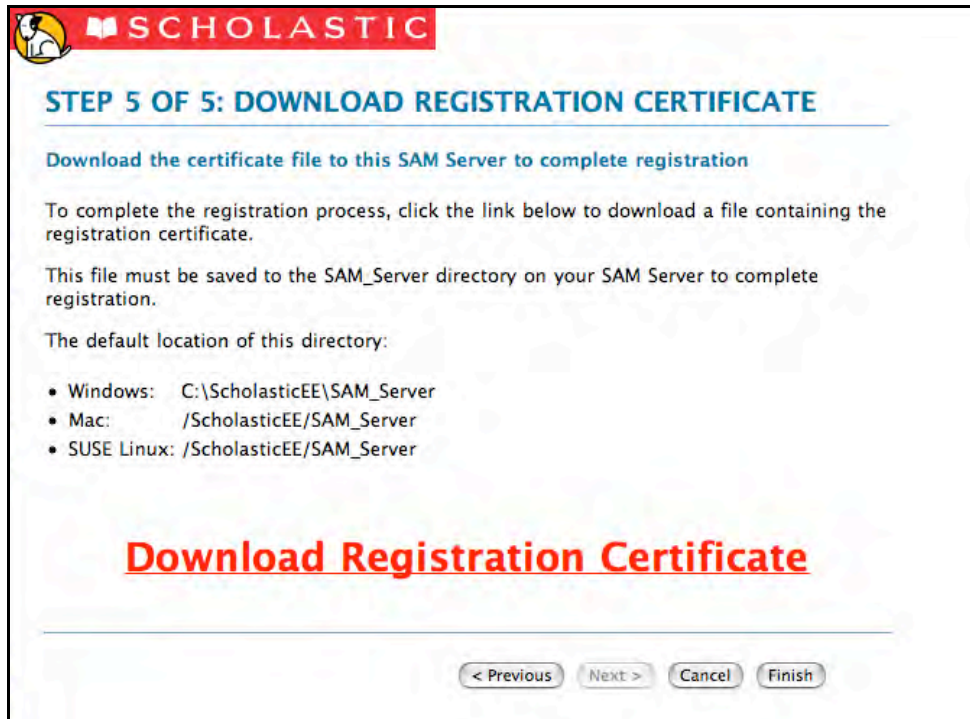 SCHOLASTIC
STEP 5 OF 5: DOWNLOAD REGISTRATION CERTIFICATE
Download the certificate file to this SAM Server to complete registration
To complete the registration process, click the link below to download a file containing the
registration certificate.
This file must be saved to the SAM_Server directory on your SAM Server to complete
registration.
The default location of this directory:
• Windows: C:\ScholasticEE\SAM_Server
• Mac: /ScholasticEE/SAM_Server
• SUSE Linux: /ScholasticEE/SAM_Server
Download Registration Certificate
< Previous Next > Cancel Finish